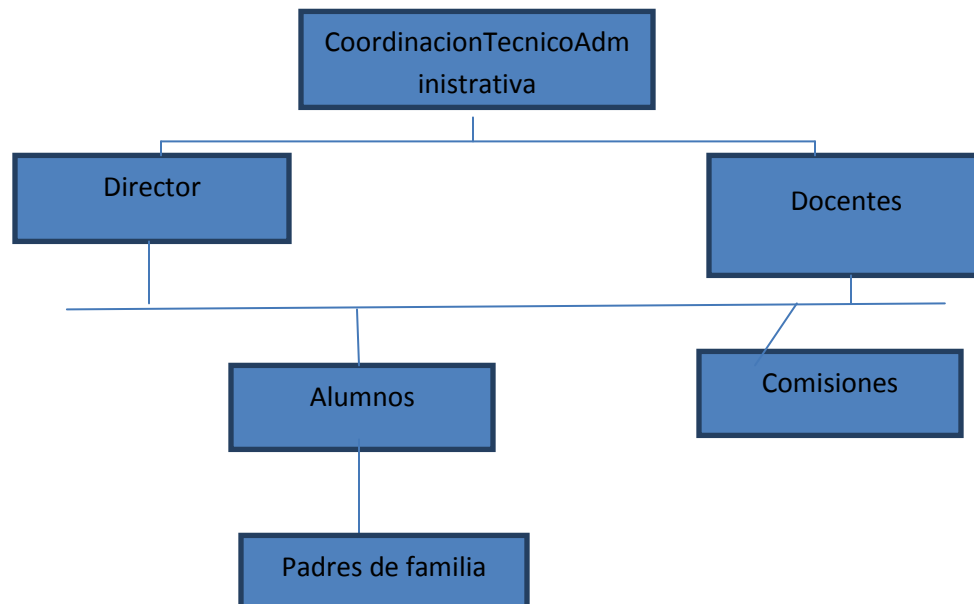 CoordinacionTecnicoAdm
inistrativa
Director
Docentes
Alumnos
Comisiones
Padres de familia